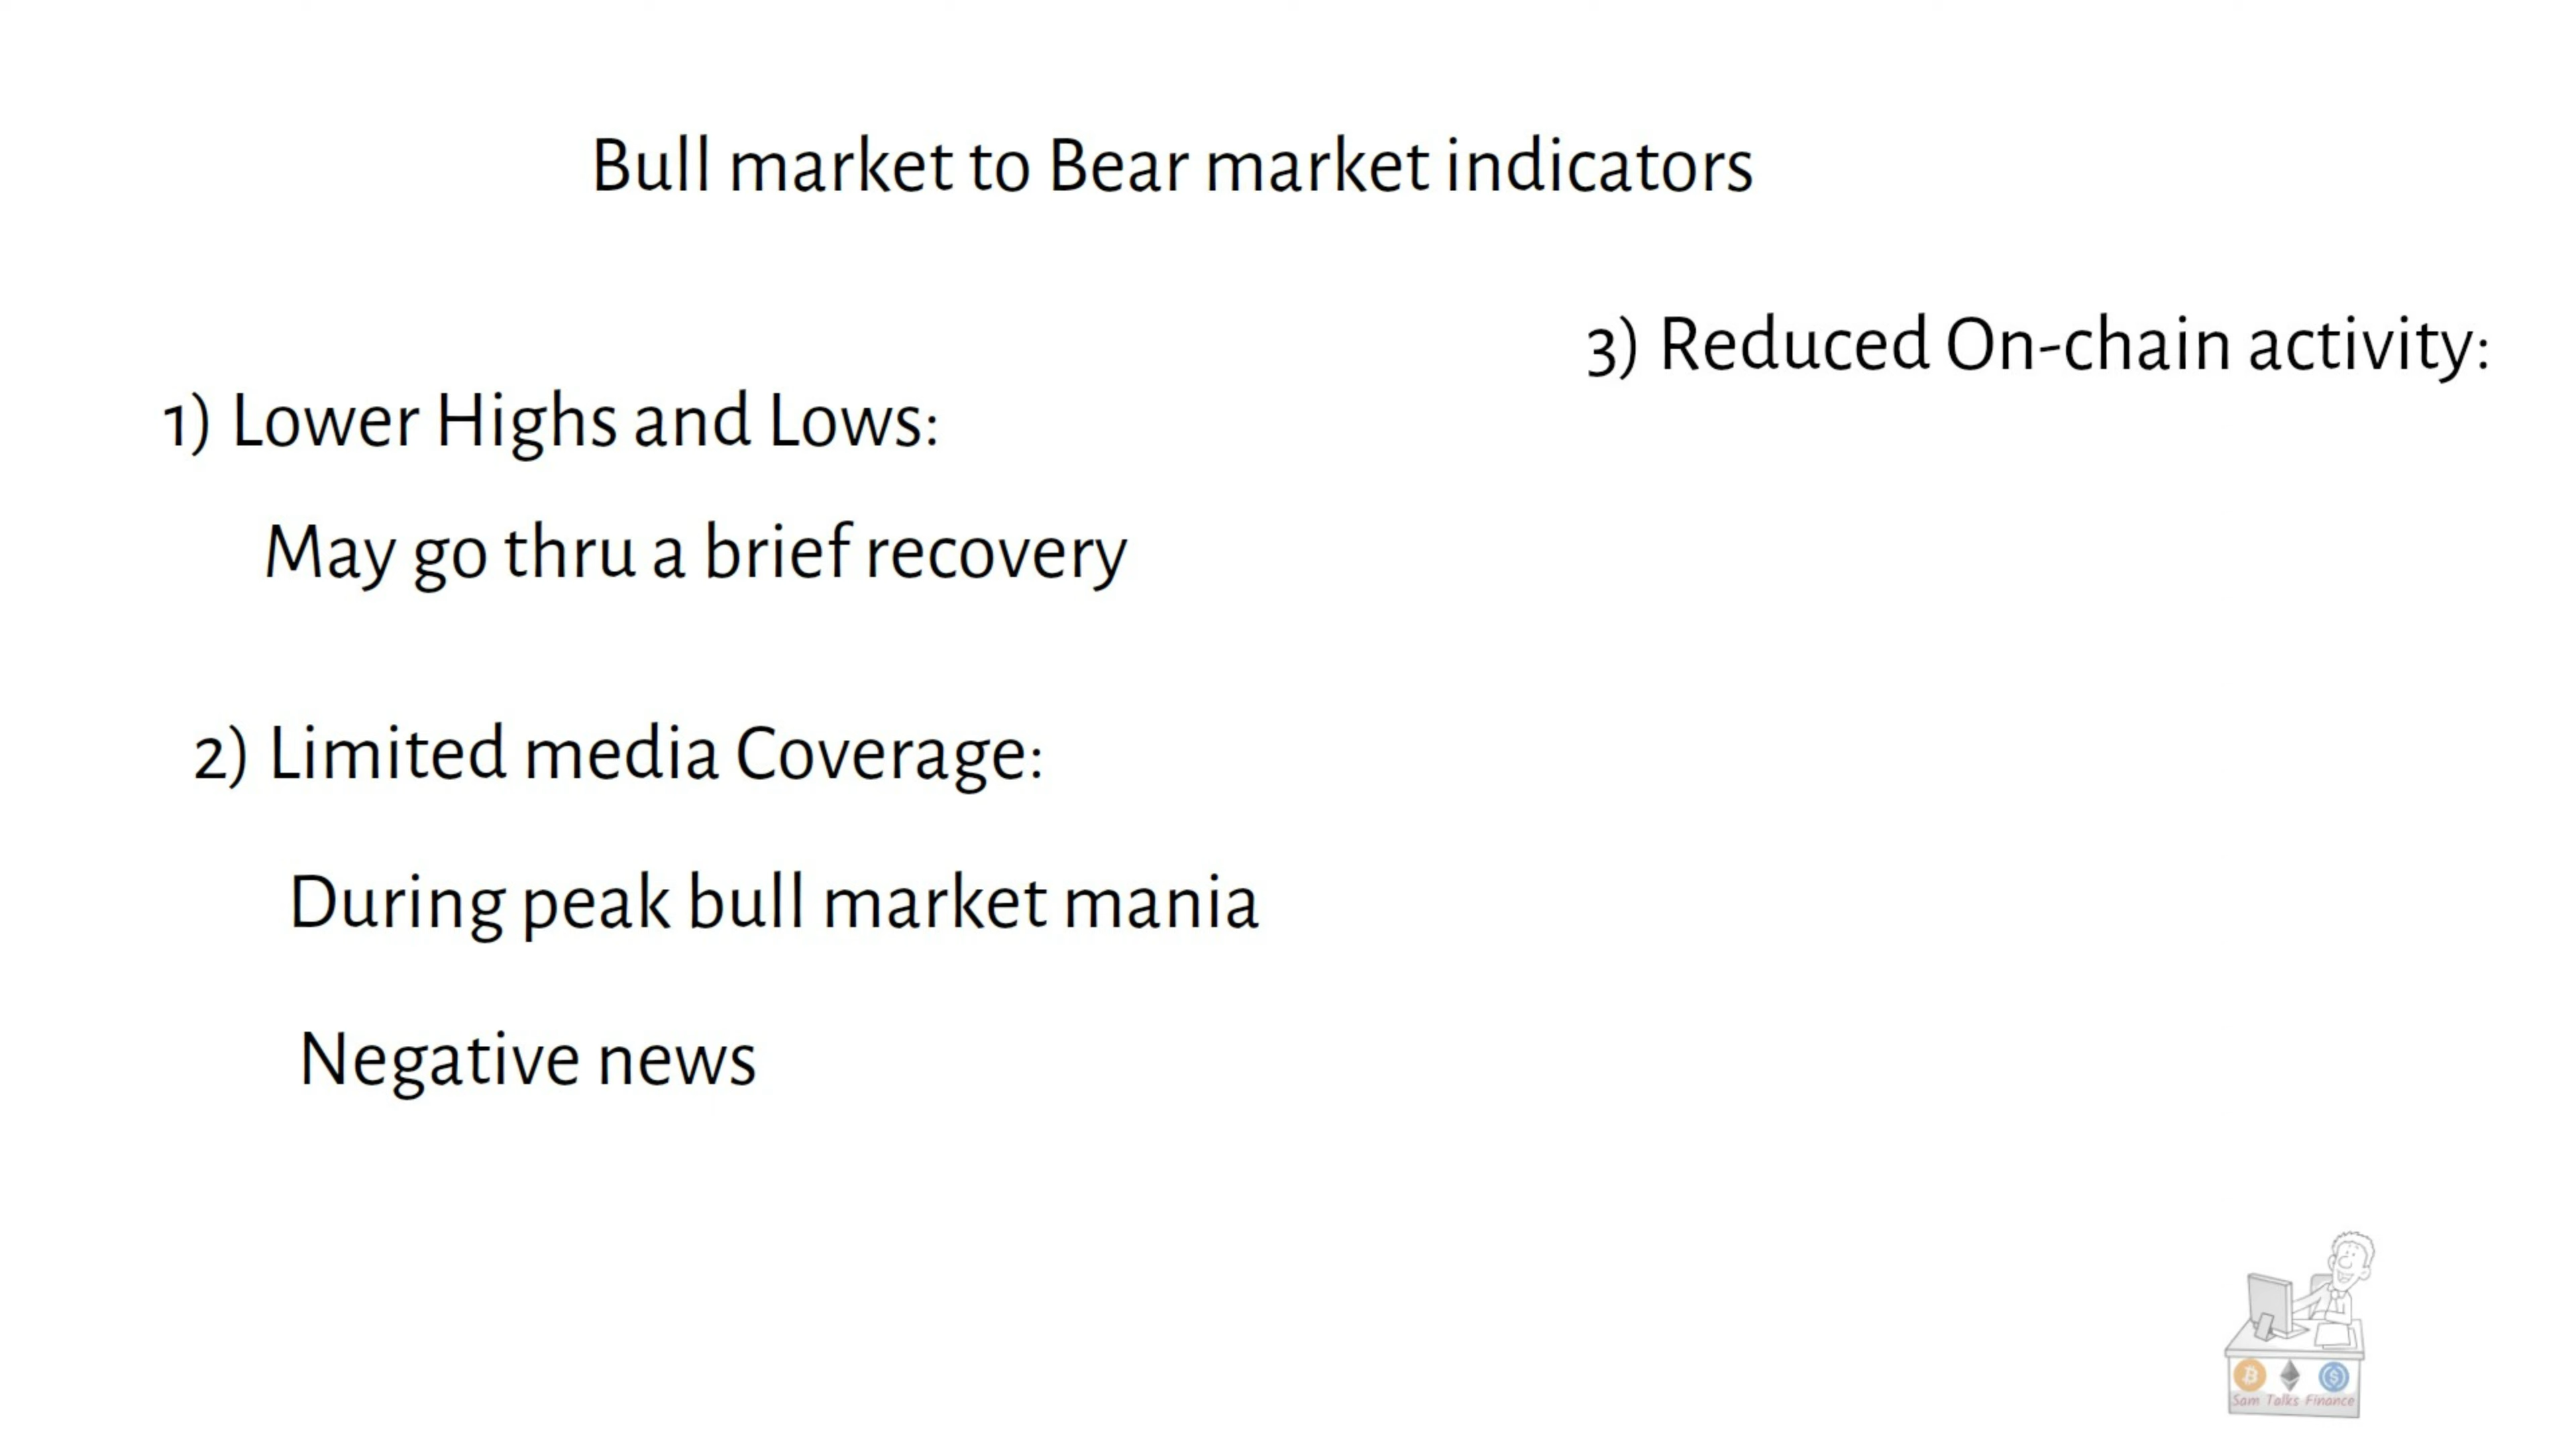 Bull market to Bear market indicators
1) Lower Highs and Lows:
May go thru a brief recovery
2) Limited media Coverage:
During peak bull market mania
Negative news
3) Reduced On-chain activity:
Sam Talks Finance